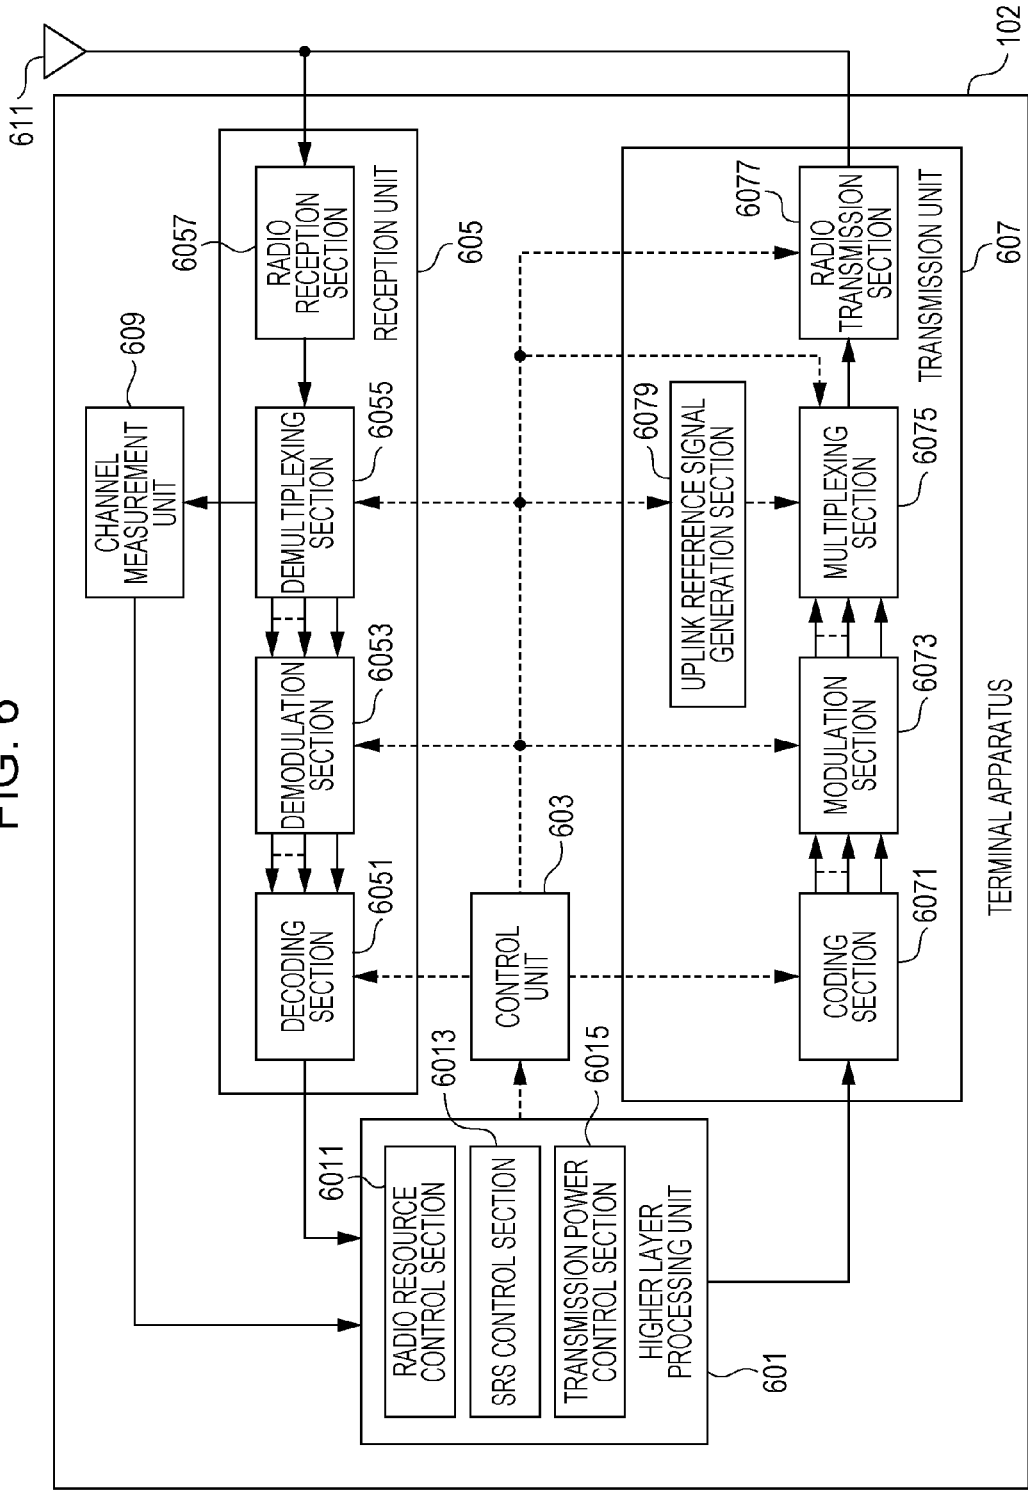 FIG. 6
611
102
TERMINAL APPARATUS
609
CHANNEL
MEASUREMENT
UNIT
RECEPTION UNIT
605
6051
DECODING
SECTION
6053
DEMODULATION
SECTION
6055
DEMULTIPLEXING
SECTION
6057
RADIO
RECEPTION
SECTION
603
CONTROL
UNIT
6011
RADIO RESOURCE
CONTROL SECTION
6013
SRS CONTROL SECTION
6015
TRANSMISSION POWER
CONTROL SECTION
HIGHER LAYER
PROCESSING UNIT
601
6079
UPLINK REFERENCE SIGNAL
GENERATION SECTION
CODING
SECTION
6071
MODULATION
SECTION
6073
MULTIPLEXING
SECTION
6075
6077
RADIO
TRANSMISSION
SECTION
TRANSMISSION UNIT
607